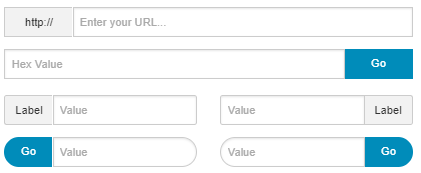 http:// Enter your URL...
Hex Value Go
Label Value Value Label
Go Value Value Go